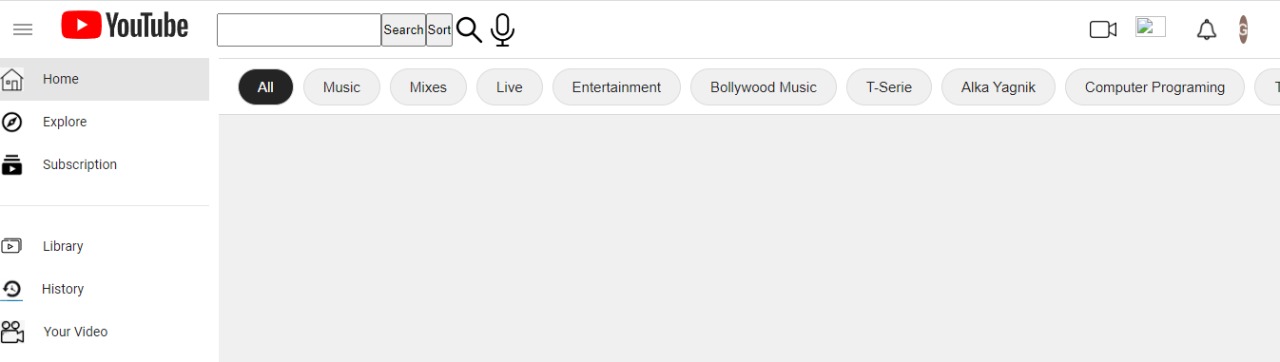 YouTube
Search Sort
G
All Music Mixes Live Entertainment Bollywood Music T-Serie Alka Yagnik Computer Programing T
Home
Explore
Subscription
Library
History
Your Video